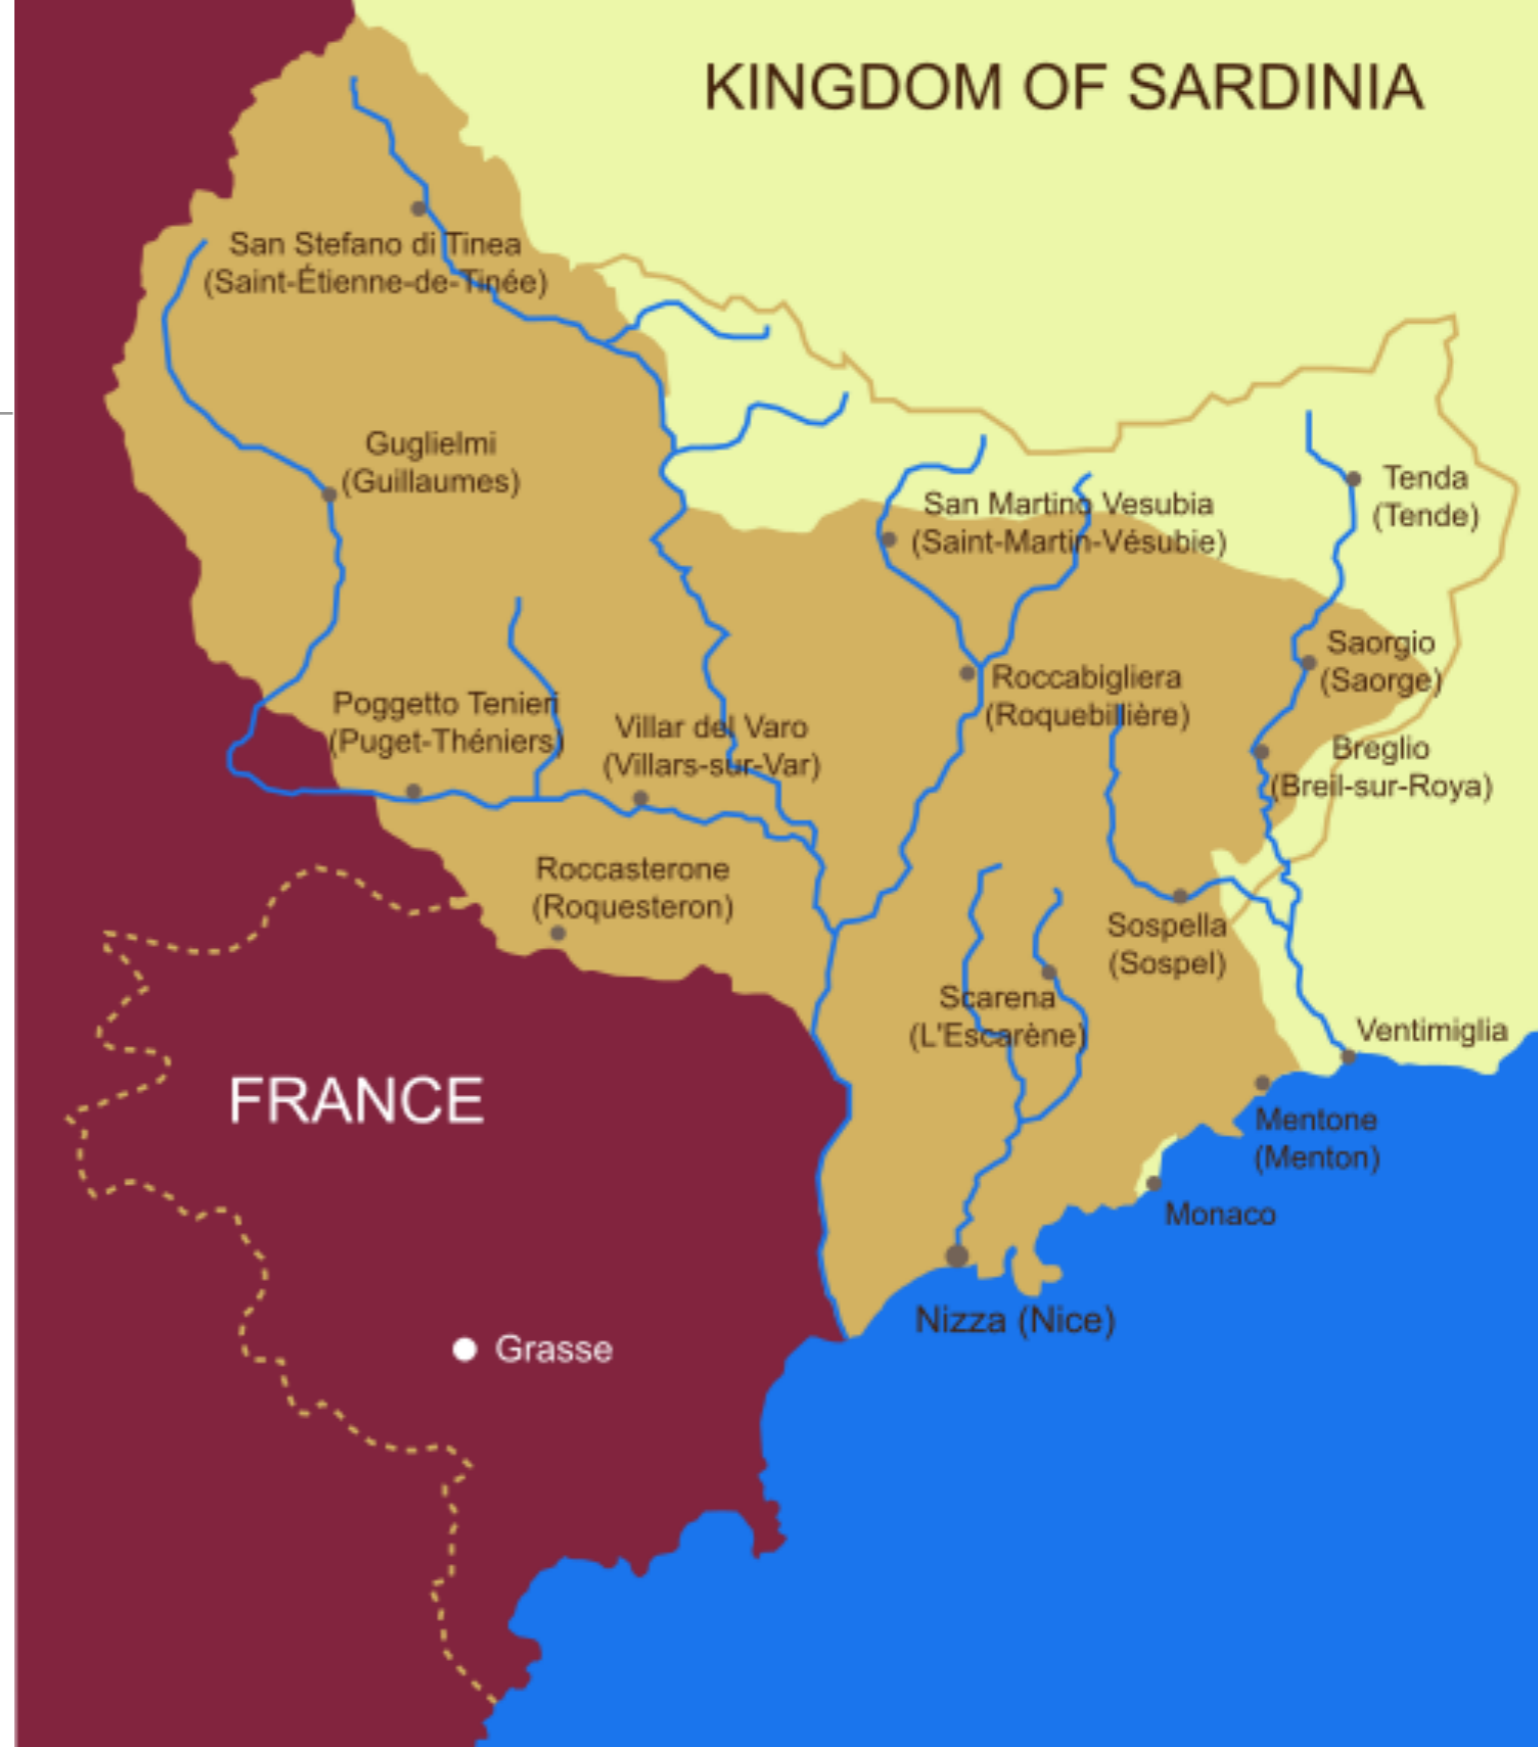 KINGDOM OF SARDINIA
San Stefano di Tinea
(Saint-Étienne-de-Tinée)
Guglielmi
(Guillaumes)
San Martino Vesubia
(Saint-Martin-Vésubie)
Tenda
(Tende)
Saorgio
(Saorge)
Roccabigliera
(Roquebillière)
Poggetto Tenieri
(Puget-Théniers)
Villar del Varo
(Villars-sur-Var)
Breglio
(Breil-sur-Roya)
Roccasterone
(Roquesteron)
Sospella
(Sospel)
Scarena
(L'Escarène)
Ventimiglia
FRANCE
Mentone
(Menton)
Monaco
Nizza (Nice)
Grasse